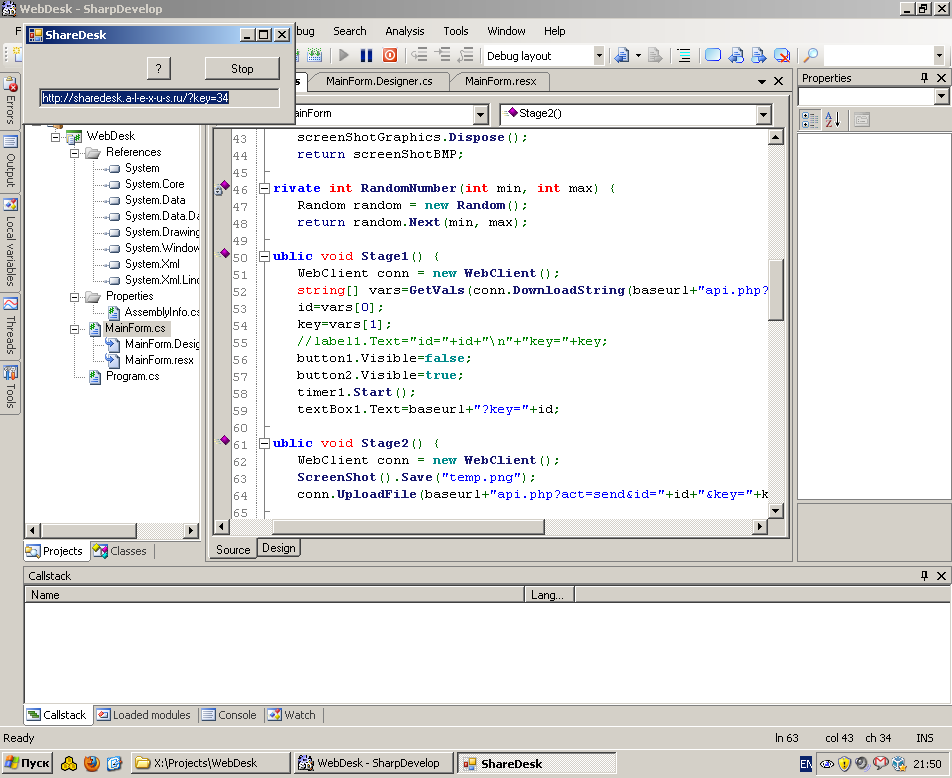 WebDesk - SharpDevelop
ShareDesk
?
Stop
http://sharedesk.a-l-e-x-u-s.ru/?key=34
F
bug Search Analysis Tools Window Help
Debug layout
MainForm.Designer.cs
MainForm.resx
ainForm
Stage2()
Errors
Output
Local variables
Threads
Tools
WebDesk
References
System
System.Core
System.Data
System.Data.Da
System.Drawing
System.Window
System.Xml
System.Xml.Linq
Properties
AssemblyInfo.cs
MainForm.cs
MainForm.Desig
MainForm.resx
Program.cs
Projects
Classes
43 screenShotGraphics.Dispose();
44 return screenShotBMP;
45
46 rivate int RandomNumber(int min, int max) {
47 Random random = new Random();
48 return random.Next(min, max);
49
50 ublic void Stage1() {
51 WebClient conn = new WebClient();
52 string[] vars=GetVals(conn.DownloadString(baseurl+"api.php?
53 id=vars[0];
54 key=vars[1];
55 //label1.Text="id="+id+"\n"+"key="+key;
56 button1.Visible=false;
57 button2.Visible=true;
58 timer1.Start();
59 textBox1.Text=baseurl+"?key="+id;
60
61 ublic void Stage2() {
62 WebClient conn = new WebClient();
63 ScreenShot().Save("temp.png");
64 conn.UploadFile(baseurl+"api.php?act=send&id="+id+"&key="+k
65
Source
Design
Properties
Callstack
Name
Lang...
Callstack
Loaded modules
Console
Watch
Ready
ln 63 col 43 ch 34 INS
Пуск
X:\Projects\WebDesk
WebDesk - SharpDevelop
ShareDesk
EN
21:50